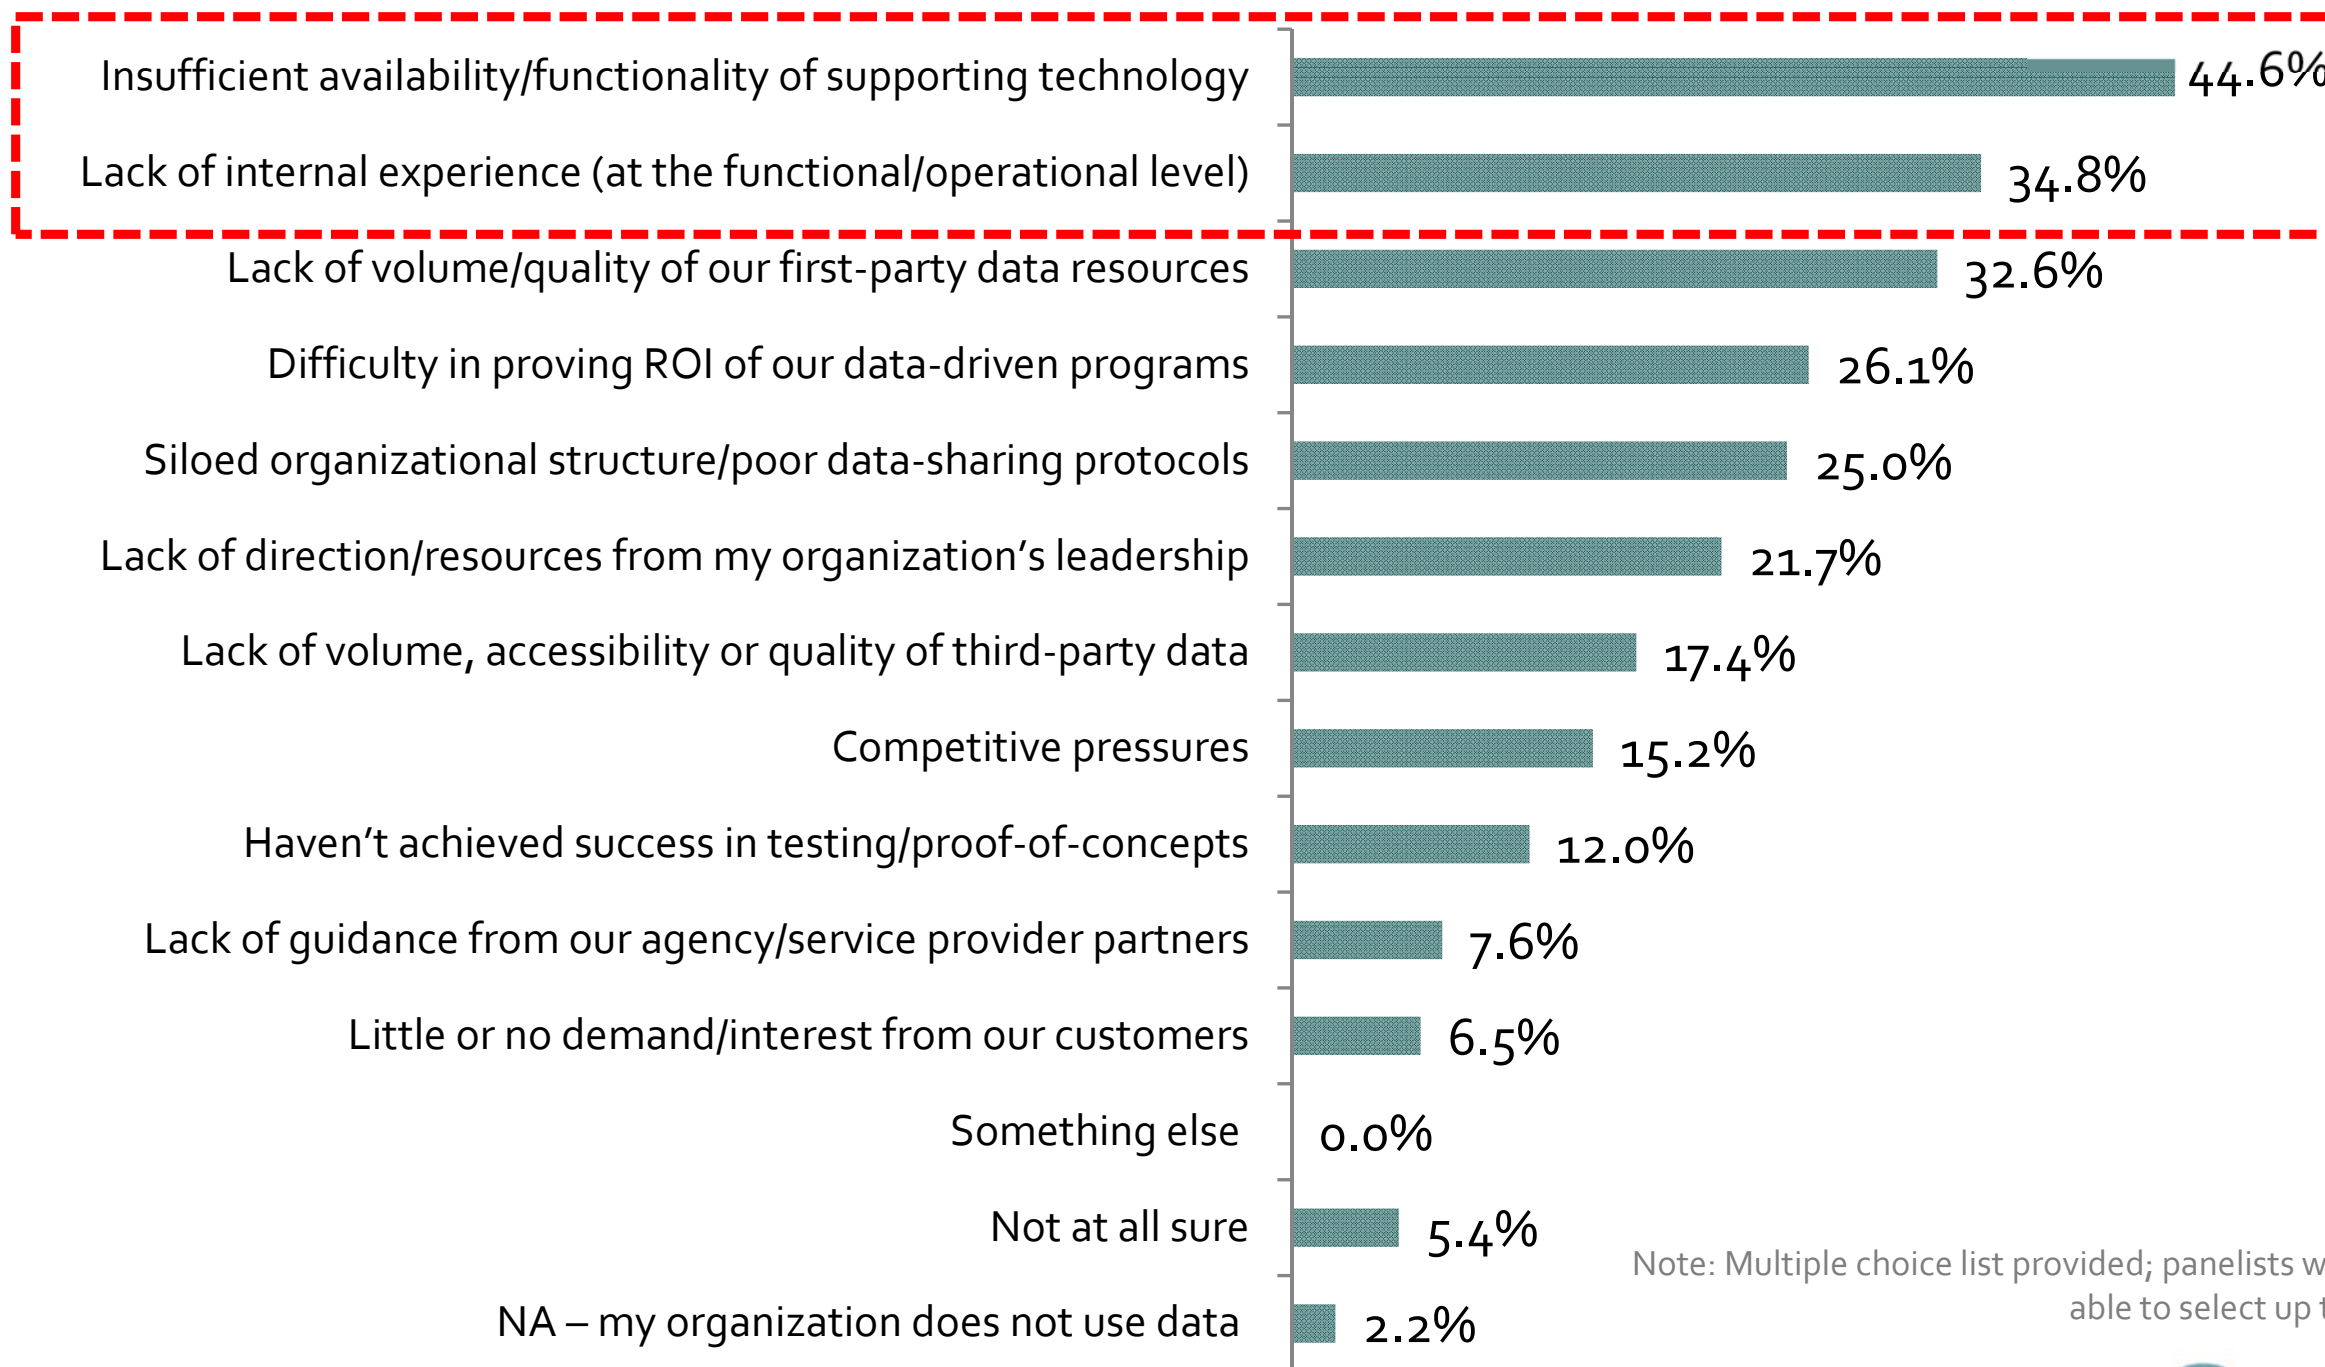 Insufficient availability/functionality of supporting technology 44.6%
Lack of internal experience (at the functional/operational level) 34.8%
Lack of volume/quality of our first-party data resources 32.6%
Difficulty in proving ROI of our data-driven programs 26.1%
Siloed organizational structure/poor data-sharing protocols 25.0%
Lack of direction/resources from my organization’s leadership 21.7%
Lack of volume, accessibility or quality of third-party data 17.4%
Competitive pressures 15.2%
Haven’t achieved success in testing/proof-of-concepts 12.0%
Lack of guidance from our agency/service provider partners 7.6%
Little or no demand/interest from our customers 6.5%
Something else 0.0%
Not at all sure 5.4%
Note: Multiple choice list provided; panelists
able to select up
NA – my organization does not use data 2.2%